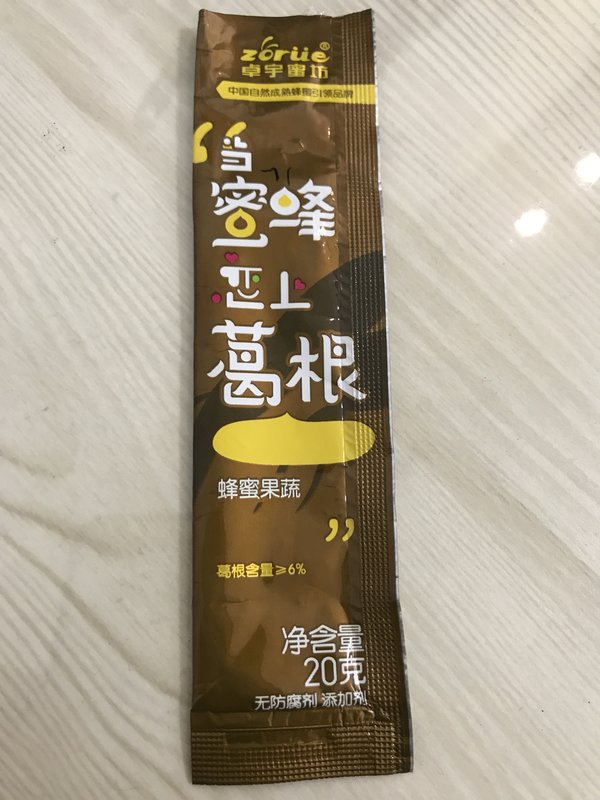 zorüe®
卓宇蜜坊
中国自然成熟蜂蜜引领品牌
“当
蜜蜂
恋上
葛根
蜂蜜果蔬
”
葛根含量≥6%
净含量
20克
无防腐剂 添加剂